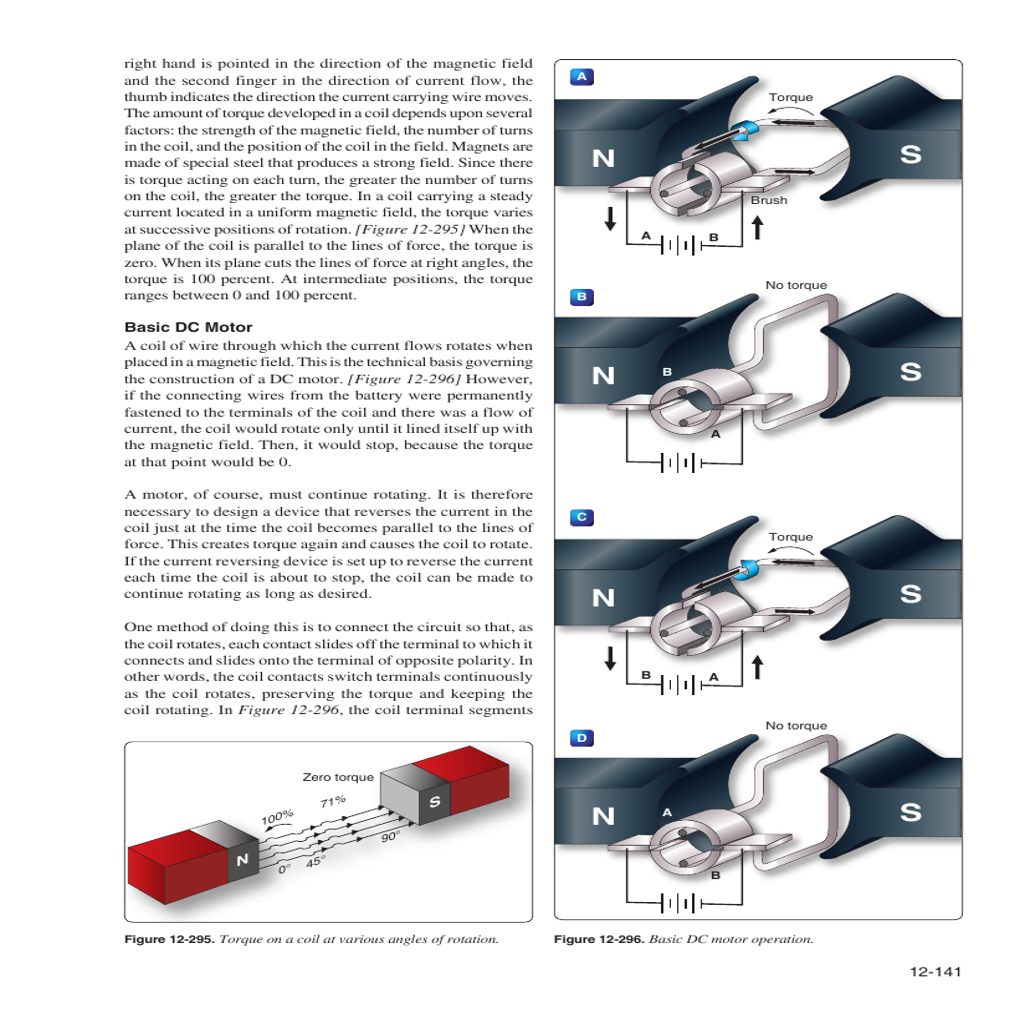 right hand is pointed in the direction of the magnetic field
and the second finger in the direction of current flow, the
thumb indicates the direction the current carrying wire moves.
The amount of torque developed in a coil depends upon several
factors: the strength of the magnetic field, the number of turns
in the coil, and the position of the coil in the field. Magnets are
made of special steel that produces a strong field. Since there
is torque acting on each turn, the greater the number of turns
on the coil, the greater the torque. In a coil carrying a steady
current located in a uniform magnetic field, the torque varies
at successive positions of rotation. [Figure 12-295] When the
plane of the coil is parallel to the lines of force, the torque is
zero. When its plane cuts the lines of force at right angles, the
torque is 100 percent. At intermediate positions, the torque
ranges between 0 and 100 percent.
Basic DC Motor
A coil of wire through which the current flows rotates when
placed in a magnetic field. This is the technical basis governing
the construction of a DC motor. [Figure 12-296] However,
if the connecting wires from the battery were permanently
fastened to the terminals of the coil and there was a flow of
current, the coil would rotate only until it lined itself up with
the magnetic field. Then, it would stop, because the torque
at that point would be 0.
A motor, of course, must continue rotating. It is therefore
necessary to design a device that reverses the current in the
coil just at the time the coil becomes parallel to the lines of
force. This creates torque again and causes the coil to rotate.
If the current reversing device is set up to reverse the current
each time the coil is about to stop, the coil can be made to
continue rotating as long as desired.
One method of doing this is to connect the circuit so that, as
the coil rotates, each contact slides off the terminal to which it
connects and slides onto the terminal of opposite polarity. In
other words, the coil contacts switch terminals continuously
as the coil rotates, preserving the torque and keeping the
coil rotating. In Figure 12-296, the coil terminal segments
Zero torque
71%
100%
S
N
0°
45°
90°
Figure 12-295. Torque on a coil at various angles of rotation.
A
Torque
N
S
Brush
A
B
B
No torque
N
B
S
A
C
Torque
N
S
B
A
D
No torque
N
A
S
B
Figure 12-296. Basic DC motor operation.
12-141